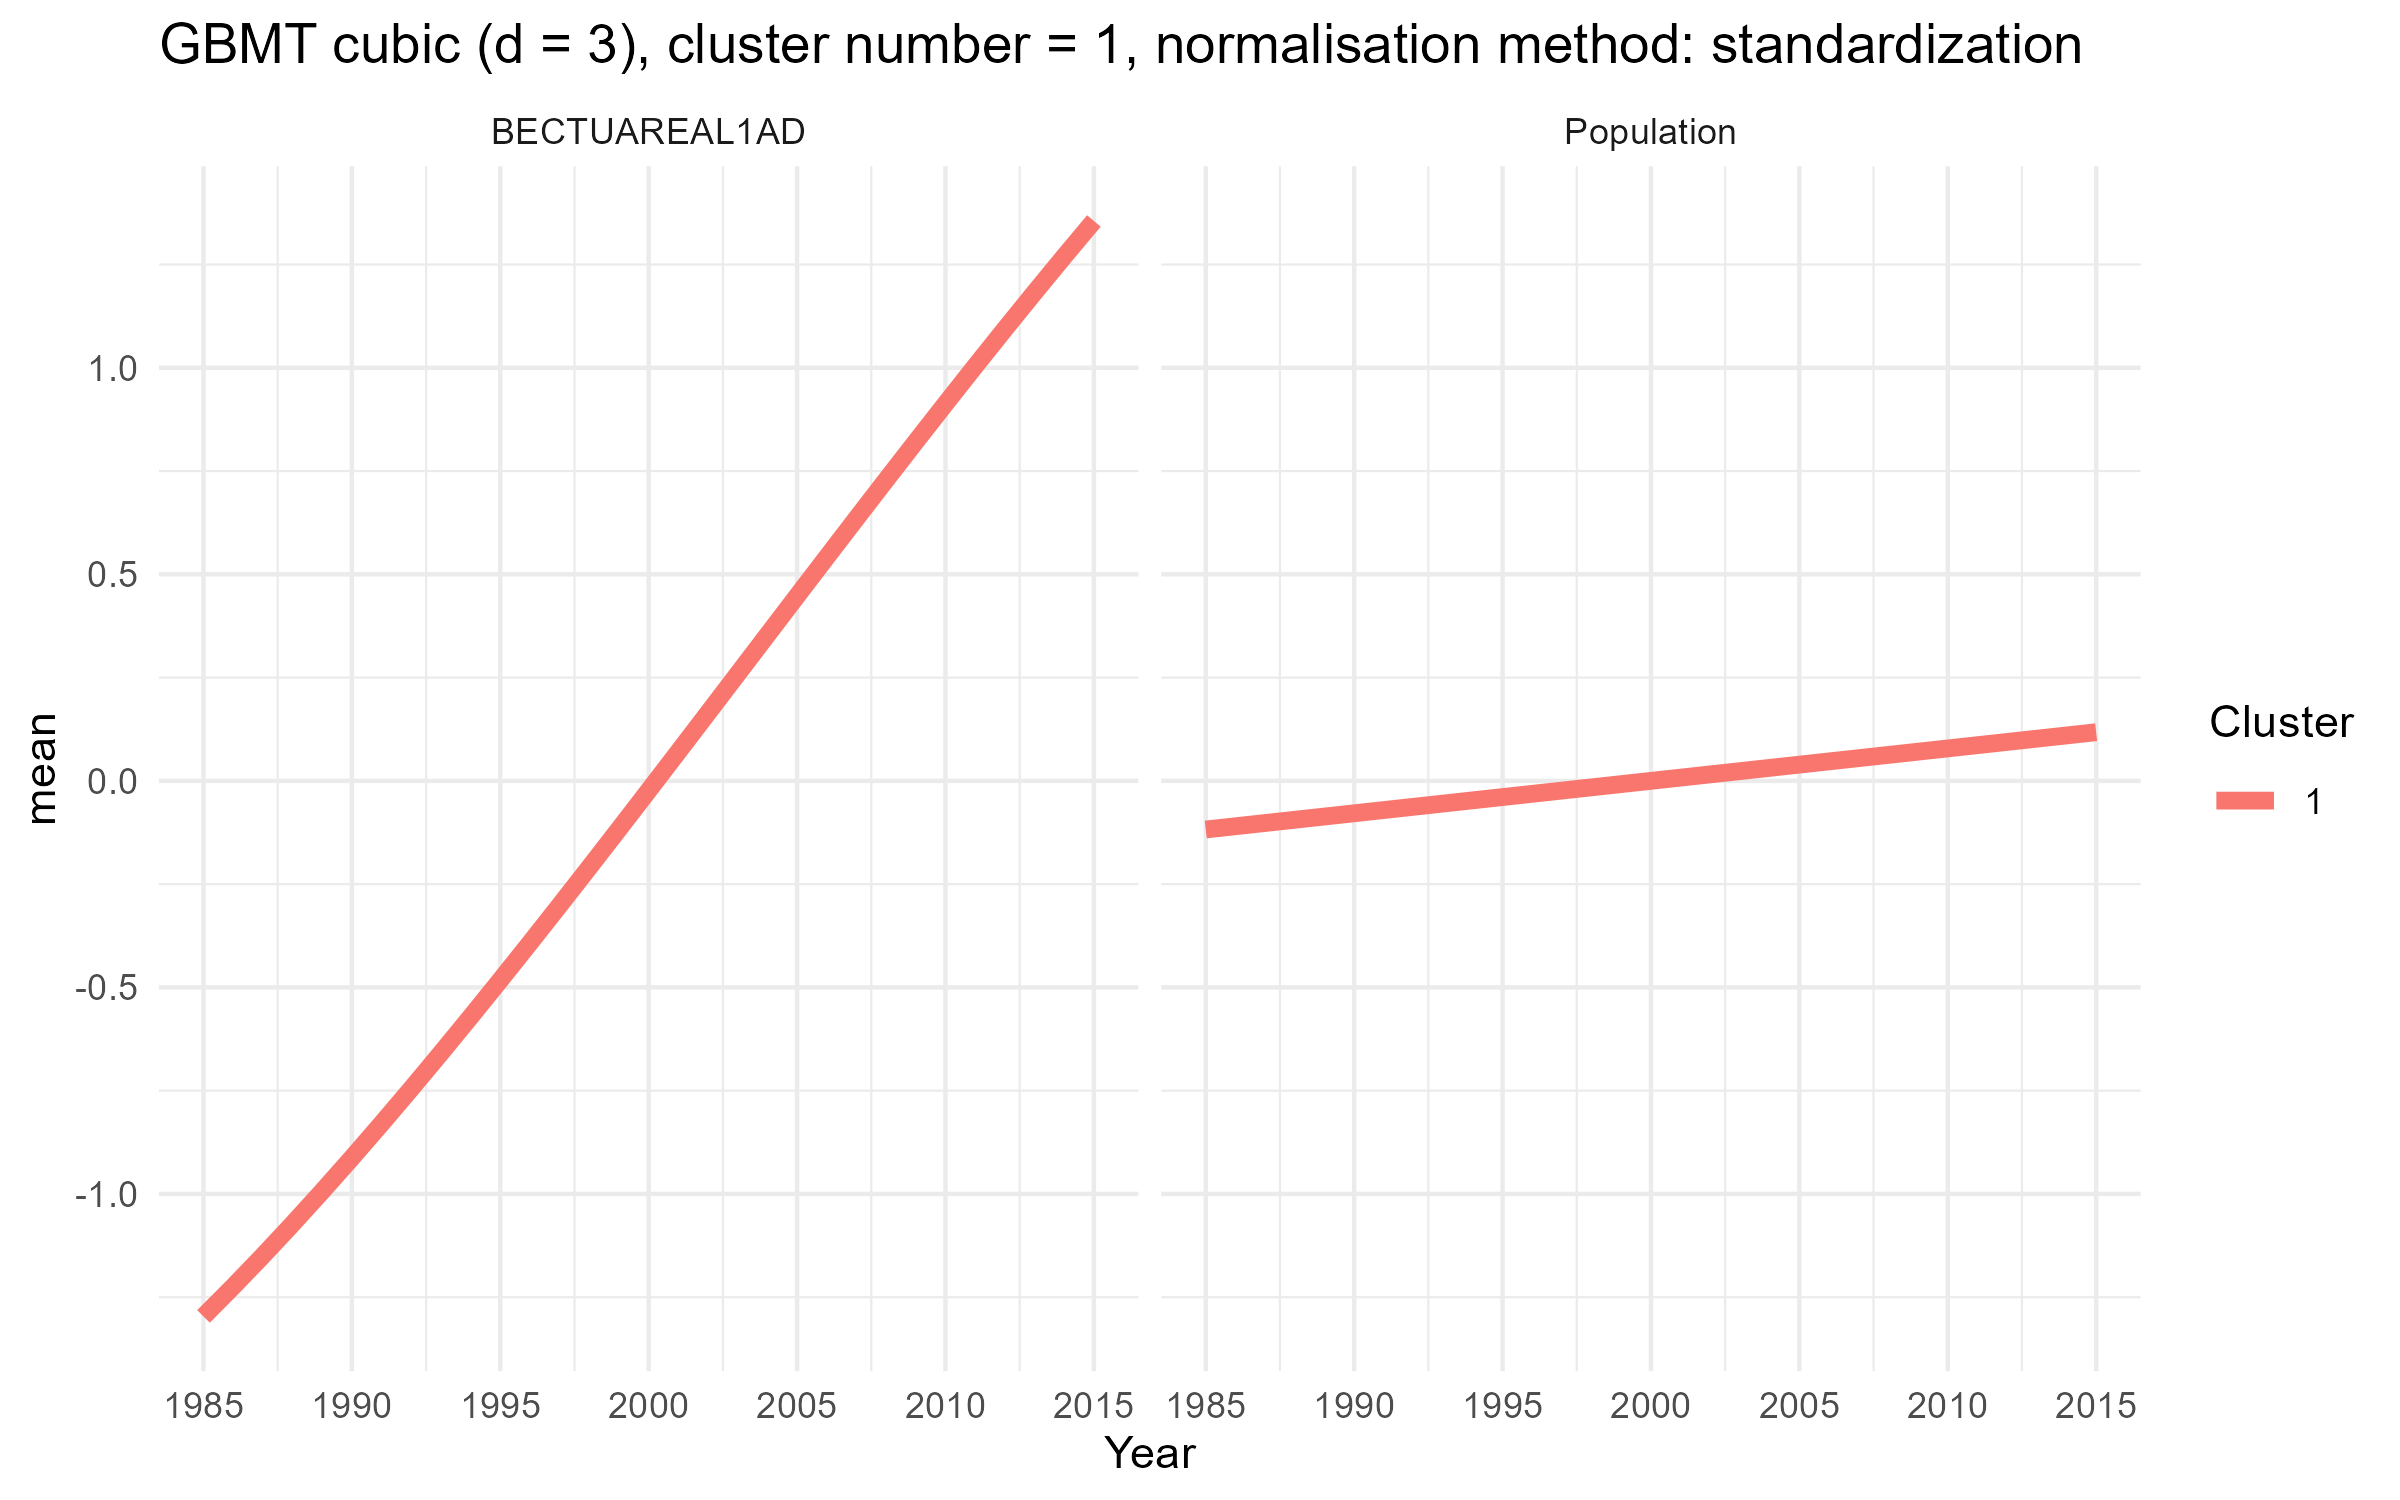 GBMT cubic (d = 3), cluster number = 1, normalisation method: standardization
BECTUAREAL1AD
Population
1.0
0.5
0.0
-0.5
-1.0
mean
1985 1990 1995 2000 2005 2010 2015
1985 1990 1995 2000 2005 2010 2015
Year
Cluster
1